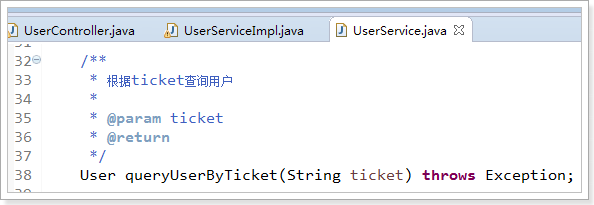 UserController.java UserServiceImpl.java UserService.java
32 /**
33 * 根据ticket查询用户
34 *
35 * @param ticket
36 * @return
37 */
38 User queryUserByTicket(String ticket) throws Exception;